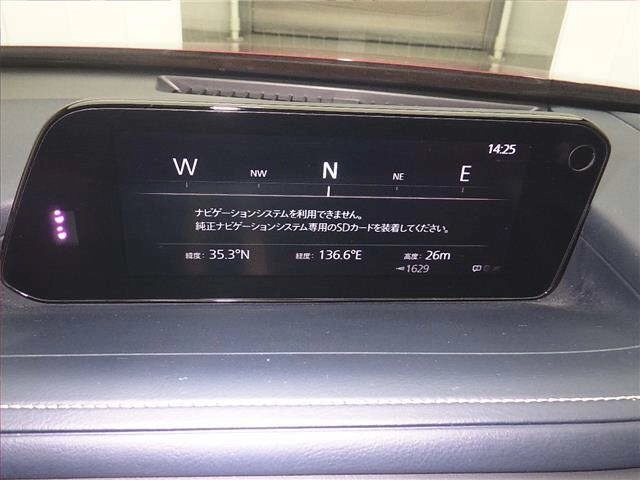 14:25
W NW N NE E
ナビゲーションシステムを利用できません。
純正ナビゲーションシステム専用のSDカードを装着してください。
緯度: 35.3°N 経度: 136.6°E 高度: 26m
1629